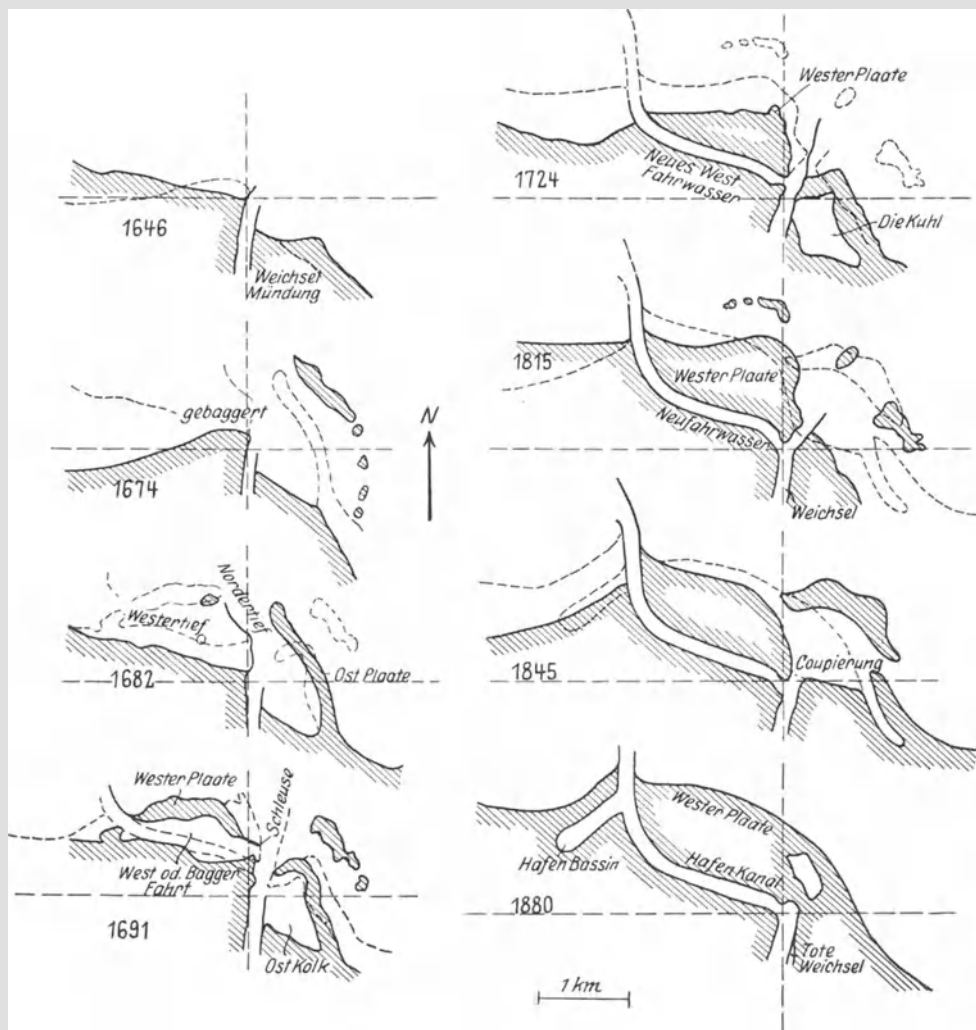 1646
Weichsel
Mündung
gebaggert
1674
N
Nordertief
Westertief
1682
Ost Plaate
Wester Plaate
Schleuse
West od. Bagger
Fahrt
1691
Ost Kolk
Wester Plaate
Neues West
Fahrwasser
1724
Die Kuhl
1815
Wester Plaate
Neufahrwasser
Weichsel
Coupierung
1845
Wester Plaate
Hafen Bassin
Hafen Kanal
1880
Tote
Weichsel
1 km